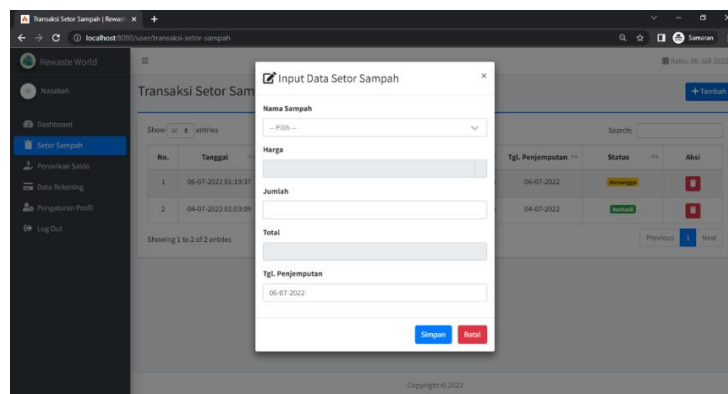 Transaksi Setor Sampah | Rewast
localhost:8080/user/transaksi-setor-sampah
Samaran
Rewaste World
Rabu, 06 Juli 2022
Nasabah
Transaksi Setor Sam
+ Tambah
Dashboard
Setor Sampah
Penarikan Saldo
Data Rekening
Pengaturan Profil
Log Out
Show
entries
Search:
No.
Tanggal
Tgl. Penjemputan
Status
Aksi
1
06-07-2022 01:19:37
06-07-2022
Menunggu
2
04-07-2022 01:03:09
04-07-2022
Berhasil
Showing 1 to 2 of 2 entries
Previous
1
Next
Input Data Setor Sampah
×
Nama Sampah
-- Pilih --
Harga
Jumlah
Total
Tgl. Penjemputan
06-07-2022
Simpan
Batal
Copyright © 2022